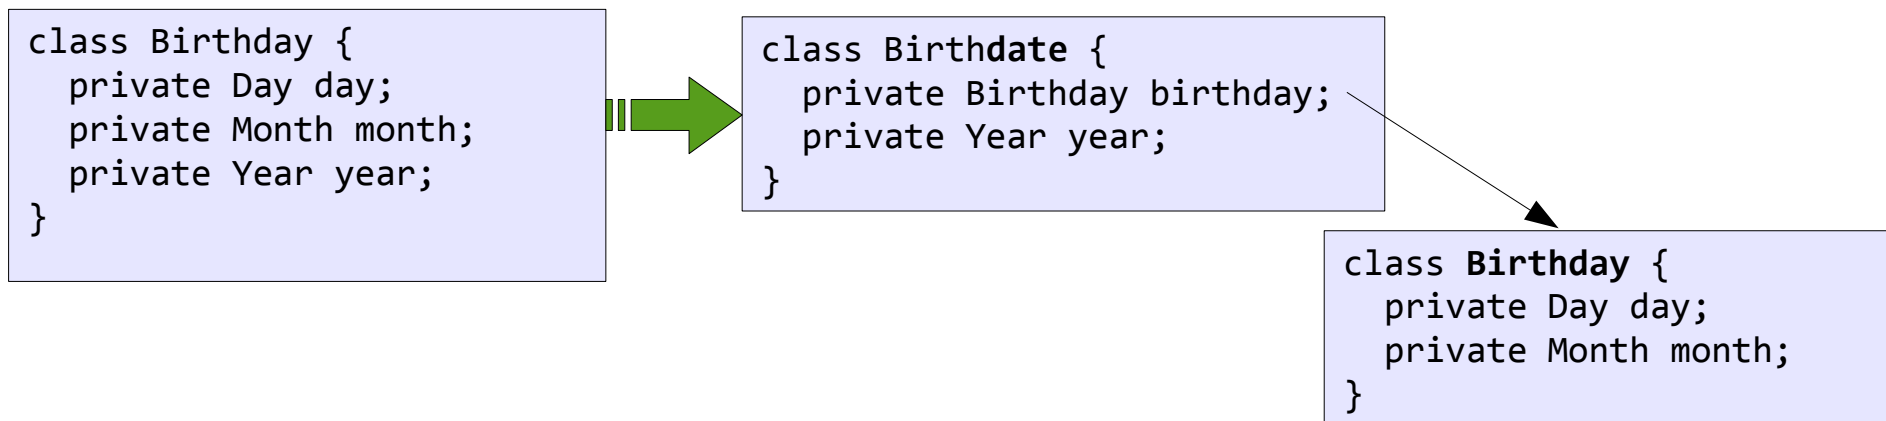 class Birthday {
  private Day day;
  private Month month;
  private Year year;
}
class Birthdate {
  private Birthday birthday;
  private Year year;
}
class Birthday {
  private Day day;
  private Month month;
}